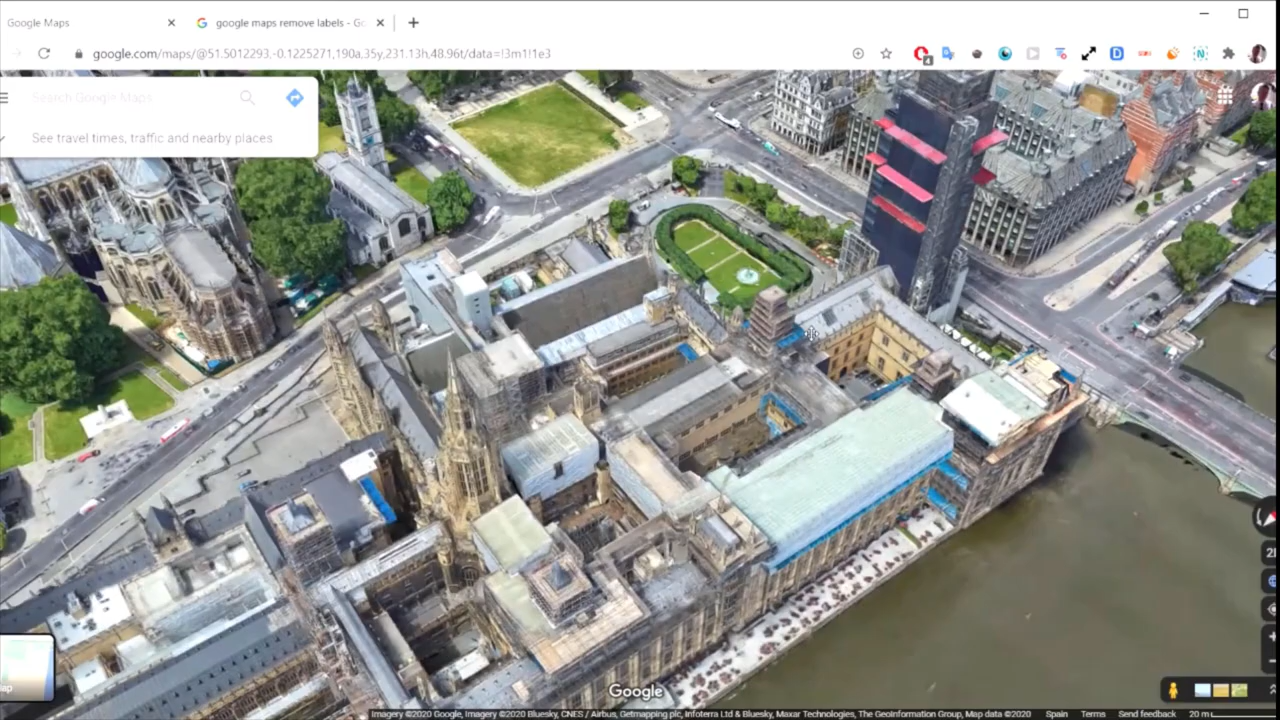 Google Maps
google maps remove labels - Go
google.com/maps/@51.5012293,-0.1225271,190a,35y,231.13h,48.96t/data=!3m1!1e3
4
Search Google Maps
See travel times, traffic and nearby places
2
ap
Google
Imagery ©2020 Google, Imagery ©2020 Bluesky, CNES / Airbus, Getmapping plc, Infoterra Ltd & Bluesky, Maxar Technologies, The GeoInformation Group, Map data ©2020 Spain Terms Send feedback 20 m